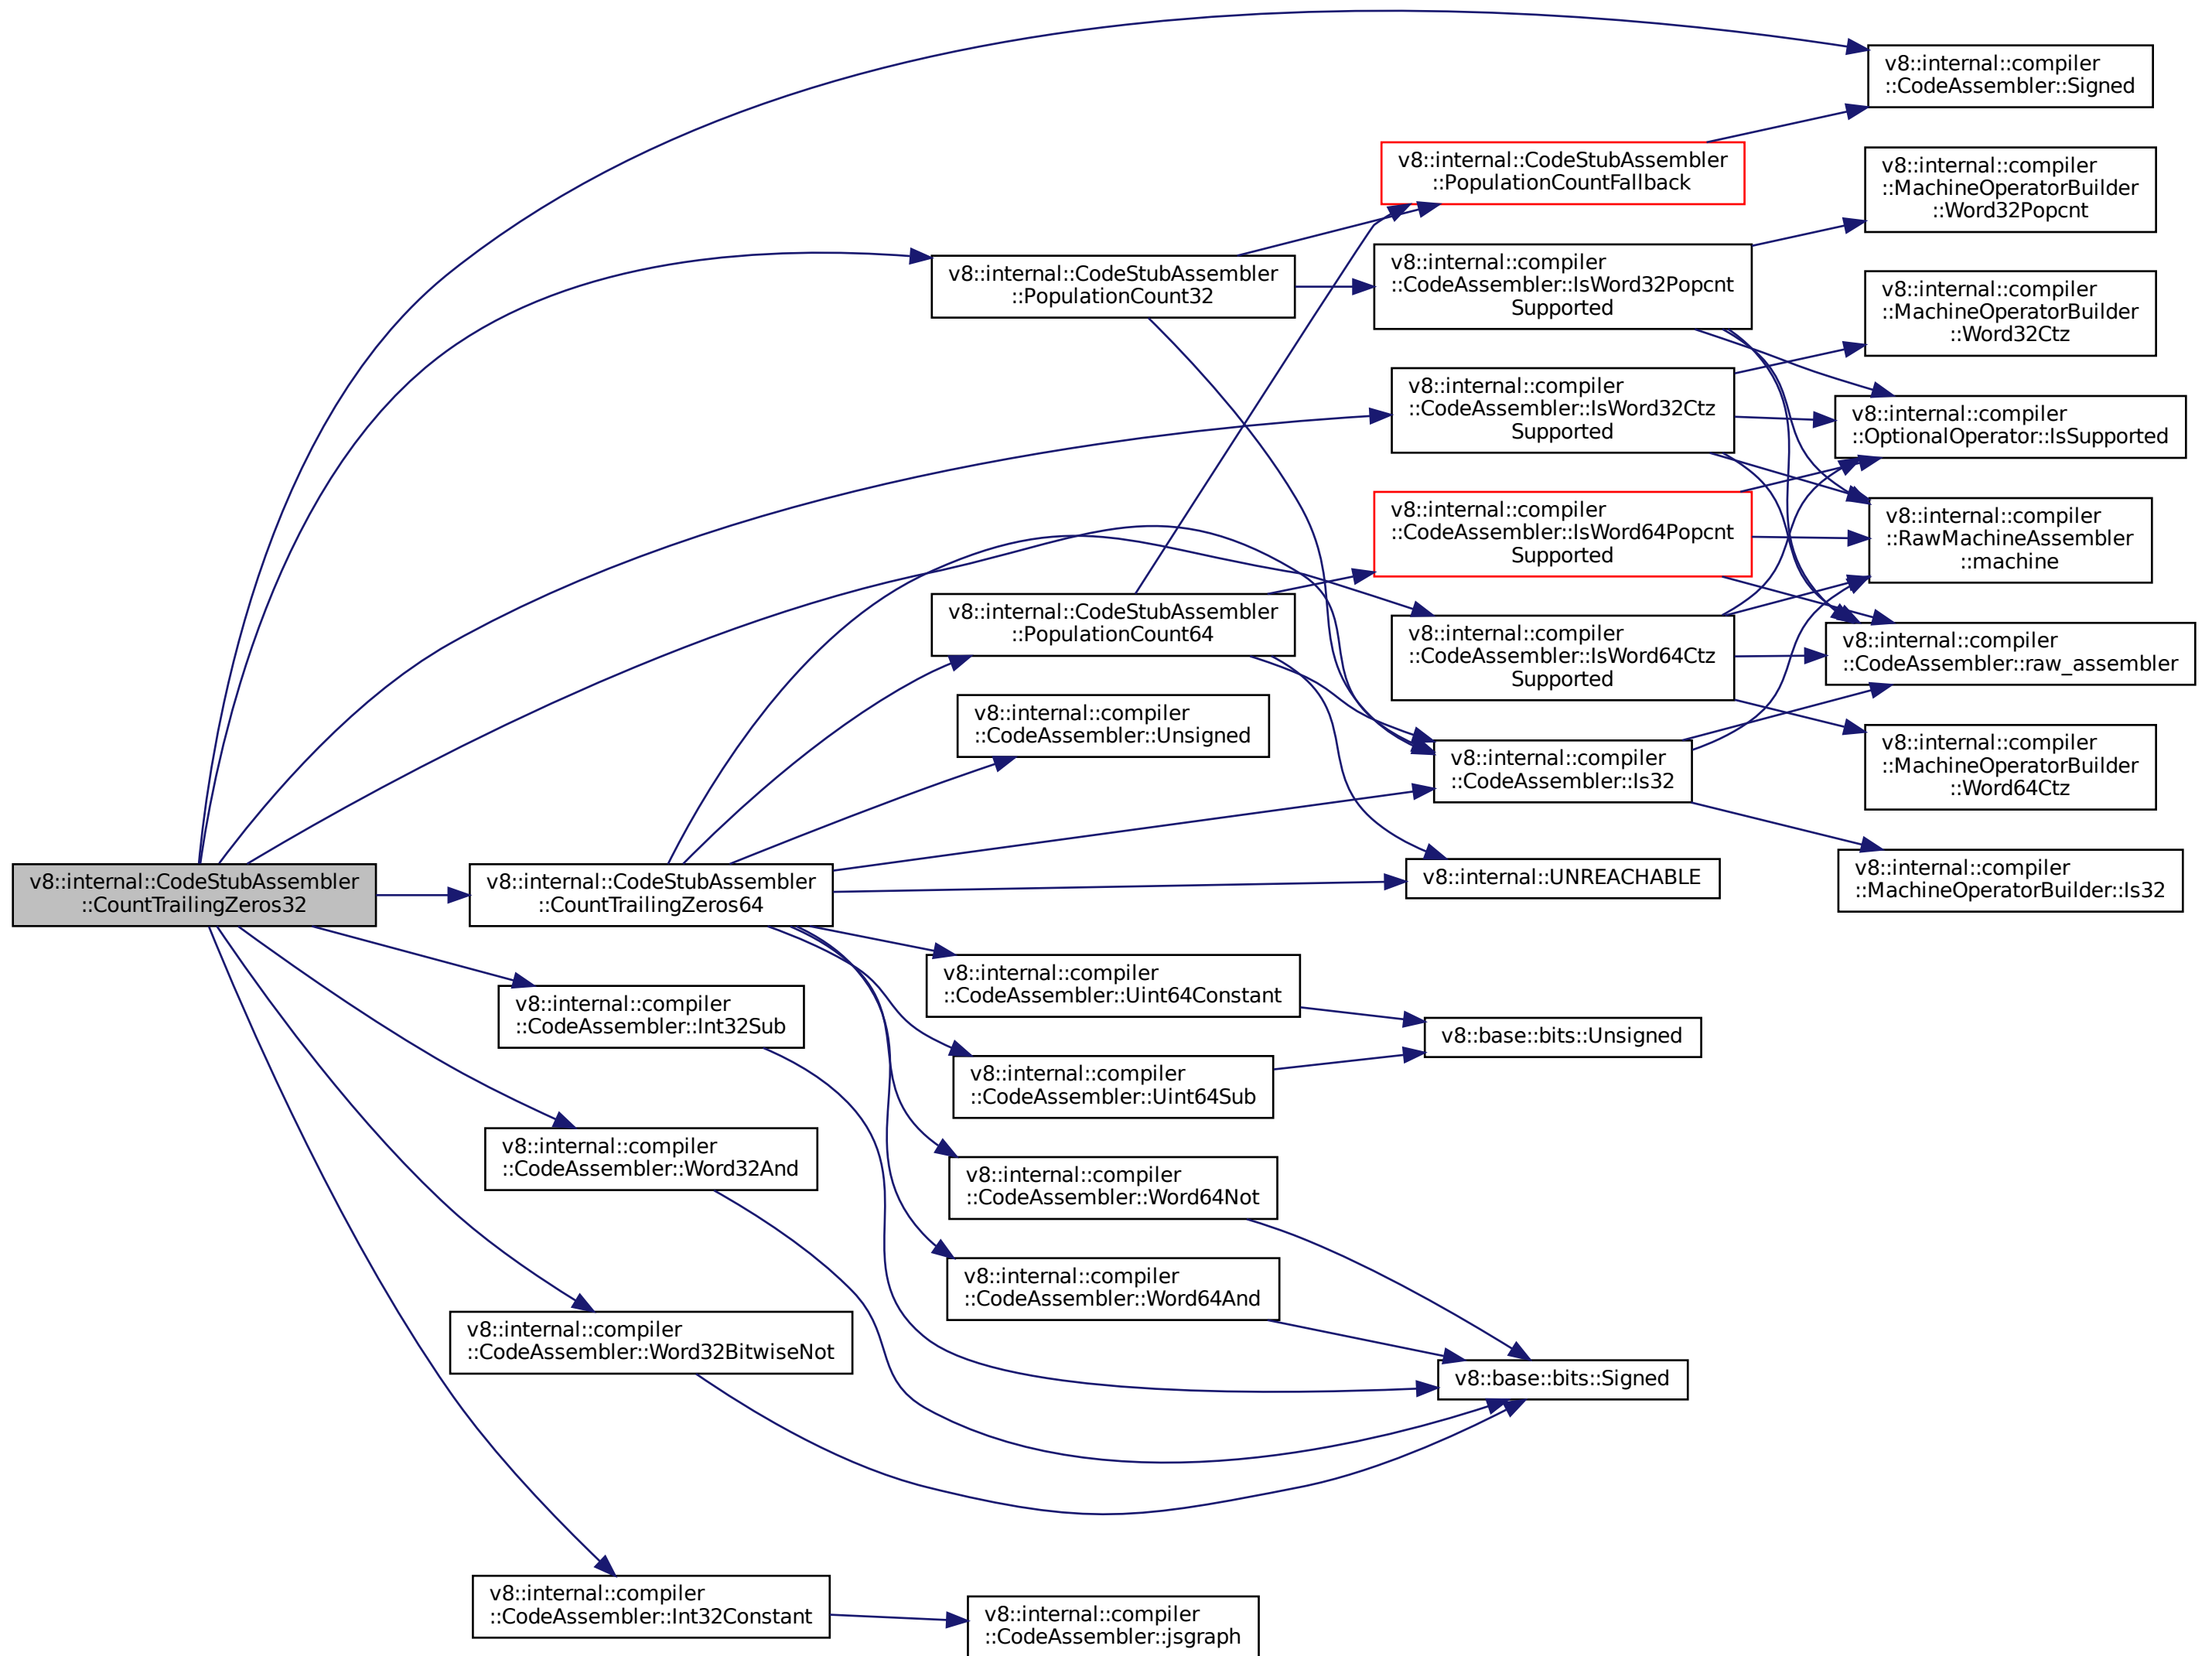 v8::internal::compiler
::CodeAssembler::Signed
v8::internal::CodeStubAssembler
::PopulationCountFallback
v8::internal::compiler
::MachineOperatorBuilder
::Word32Popcnt
v8::internal::CodeStubAssembler
::PopulationCount32
v8::internal::compiler
::CodeAssembler::IsWord32Popcnt
Supported
v8::internal::compiler
::MachineOperatorBuilder
::Word32Ctz
v8::internal::compiler
::CodeAssembler::IsWord32Ctz
Supported
v8::internal::compiler
::OptionalOperator::IsSupported
v8::internal::compiler
::CodeAssembler::IsWord64Popcnt
Supported
v8::internal::compiler
::RawMachineAssembler
::machine
v8::internal::CodeStubAssembler
::PopulationCount64
v8::internal::compiler
::CodeAssembler::IsWord64Ctz
Supported
v8::internal::compiler
::CodeAssembler::raw_assembler
v8::internal::compiler
::CodeAssembler::Unsigned
v8::internal::compiler
::CodeAssembler::Is32
v8::internal::compiler
::MachineOperatorBuilder
::Word64Ctz
v8::internal::CodeStubAssembler
::CountTrailingZeros32
v8::internal::CodeStubAssembler
::CountTrailingZeros64
v8::internal::UNREACHABLE
v8::internal::compiler
::MachineOperatorBuilder::Is32
v8::internal::compiler
::CodeAssembler::Int32Sub
v8::internal::compiler
::CodeAssembler::Uint64Constant
v8::base::bits::Unsigned
v8::internal::compiler
::CodeAssembler::Uint64Sub
v8::internal::compiler
::CodeAssembler::Word32And
v8::internal::compiler
::CodeAssembler::Word64Not
v8::internal::compiler
::CodeAssembler::Word64And
v8::internal::compiler
::CodeAssembler::Word32BitwiseNot
v8::base::bits::Signed
v8::internal::compiler
::CodeAssembler::Int32Constant
v8::internal::compiler
::CodeAssembler::jsgraph